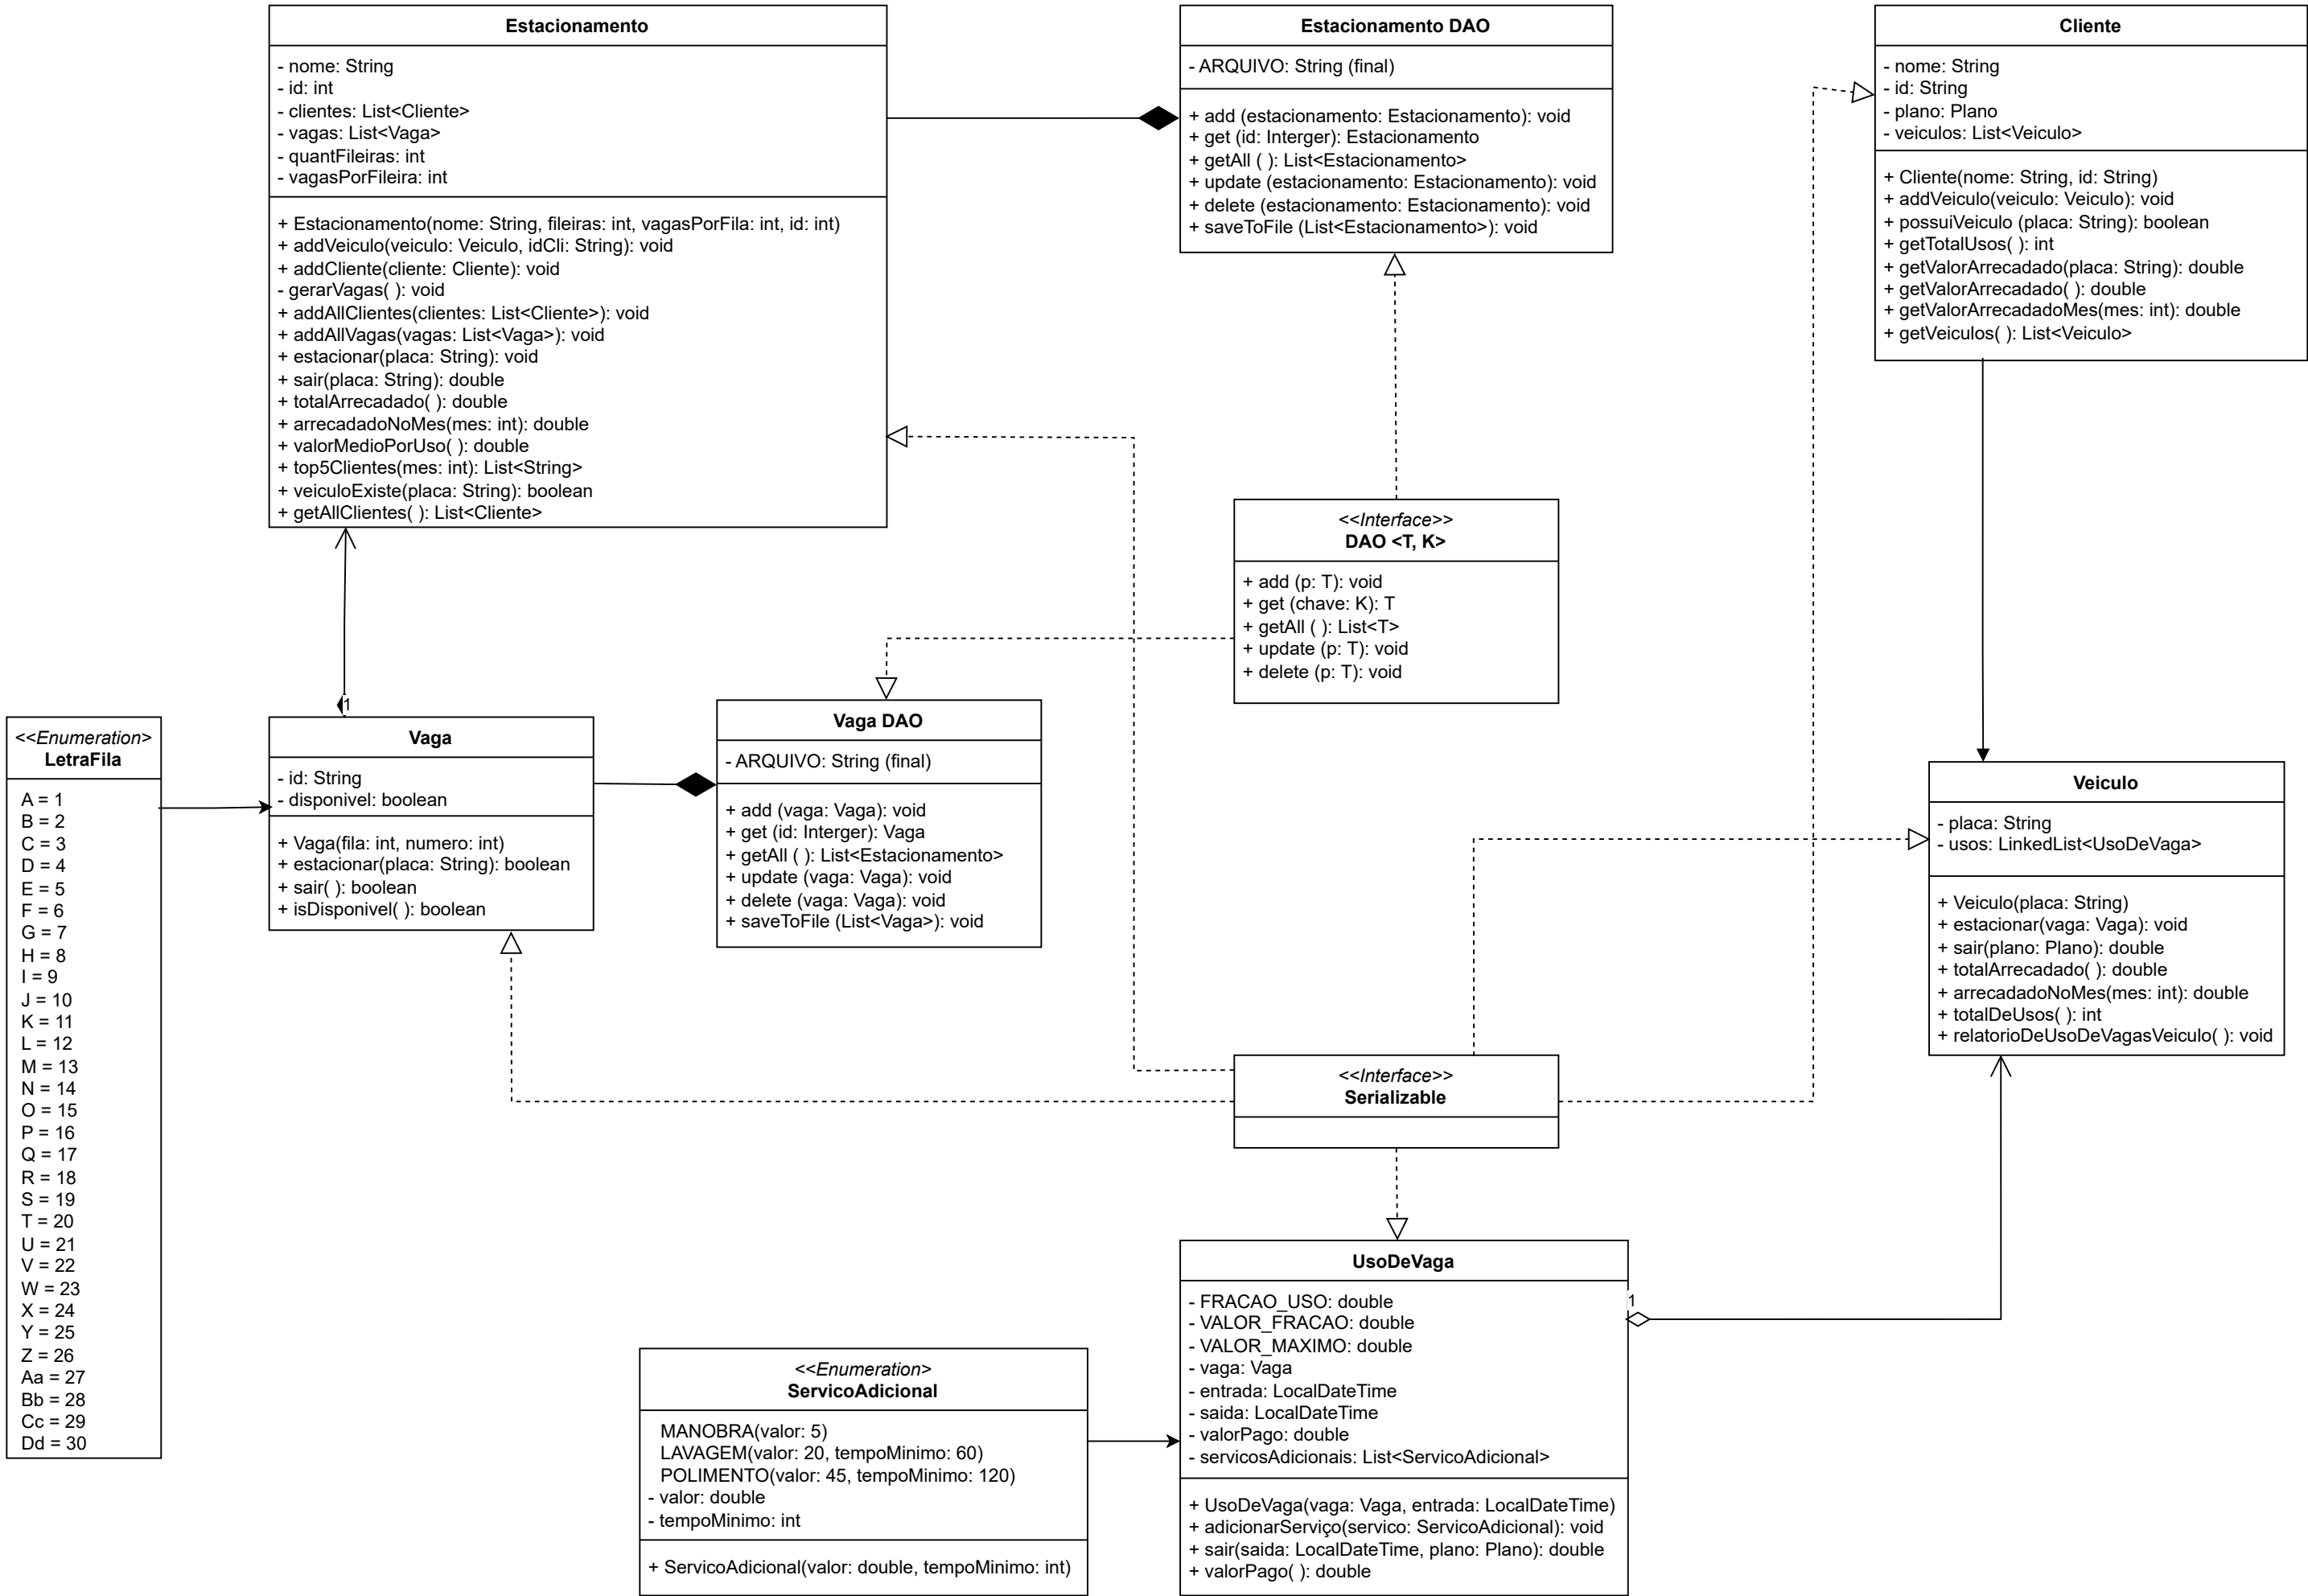 Estacionamento
- nome: String
- id: int
- clientes: List<Cliente>
- vagas: List<Vaga>
- quantFileiras: int
- vagasPorFileira: int
+ Estacionamento(nome: String, fileiras: int, vagasPorFila: int, id: int)
+ addVeiculo(veiculo: Veiculo, idCli: String): void
+ addCliente(cliente: Cliente): void
- gerarVagas( ): void
+ addAllClientes(clientes: List<Cliente>): void
+ addAllVagas(vagas: List<Vaga>): void
+ estacionar(placa: String): void
+ sair(placa: String): double
+ totalArrecadado( ): double
+ arrecadadoNoMes(mes: int): double
+ valorMedioPorUso( ): double
+ top5Clientes(mes: int): List<String>
+ veiculoExiste(placa: String): boolean
+ getAllClientes( ): List<Cliente>
Estacionamento DAO
- ARQUIVO: String (final)
+ add (estacionamento: Estacionamento): void
+ get (id: Interger): Estacionamento
+ getAll ( ): List<Estacionamento>
+ update (estacionamento: Estacionamento): void
+ delete (estacionamento: Estacionamento): void
+ saveToFile (List<Estacionamento>): void
Cliente
- nome: String
- id: String
- plano: Plano
- veiculos: List<Veiculo>
+ Cliente(nome: String, id: String)
+ addVeiculo(veiculo: Veiculo): void
+ possuiVeiculo (placa: String): boolean
+ getTotalUsos( ): int
+ getValorArrecadado(placa: String): double
+ getValorArrecadado( ): double
+ getValorArrecadadoMes(mes: int): double
+ getVeiculos( ): List<Veiculo>
<<Interface>>
DAO <T, K>
+ add (p: T): void
+ get (chave: K): T
+ getAll ( ): List<T>
+ update (p: T): void
+ delete (p: T): void
1
<<Enumeration>
LetraFila
A = 1
B = 2
C = 3
D = 4
E = 5
F = 6
G = 7
H = 8
I = 9
J = 10
K = 11
L = 12
M = 13
N = 14
O = 15
P = 16
Q = 17
R = 18
S = 19
T = 20
U = 21
V = 22
W = 23
X = 24
Y = 25
Z = 26
Aa = 27
Bb = 28
Cc = 29
Dd = 30
Vaga
- id: String
- disponivel: boolean
+ Vaga(fila: int, numero: int)
+ estacionar(placa: String): boolean
+ sair( ): boolean
+ isDisponivel( ): boolean
Vaga DAO
- ARQUIVO: String (final)
+ add (vaga: Vaga): void
+ get (id: Interger): Vaga
+ getAll ( ): List<Estacionamento>
+ update (vaga: Vaga): void
+ delete (vaga: Vaga): void
+ saveToFile (List<Vaga>): void
Veiculo
- placa: String
- usos: LinkedList<UsoDeVaga>
+ Veiculo(placa: String)
+ estacionar(vaga: Vaga): void
+ sair(plano: Plano): double
+ totalArrecadado( ): double
+ arrecadadoNoMes(mes: int): double
+ totalDeUsos( ): int
+ relatorioDeUsoDeVagasVeiculo( ): void
<<Interface>>
Serializable
UsoDeVaga
- FRACAO_USO: double
- VALOR_FRACAO: double
- VALOR_MAXIMO: double
- vaga: Vaga
- entrada: LocalDateTime
- saida: LocalDateTime
- valorPago: double
- servicosAdicionais: List<ServicoAdicional>
+ UsoDeVaga(vaga: Vaga, entrada: LocalDateTime)
+ adicionarServiço(servico: ServicoAdicional): void
+ sair(saida: LocalDateTime, plano: Plano): double
+ valorPago( ): double
1
<<Enumeration>
ServicoAdicional
MANOBRA(valor: 5)
LAVAGEM(valor: 20, tempoMinimo: 60)
POLIMENTO(valor: 45, tempoMinimo: 120)
- valor: double
- tempoMinimo: int
+ ServicoAdicional(valor: double, tempoMinimo: int)